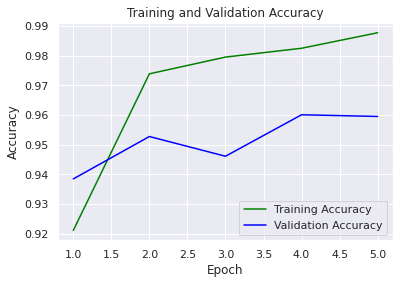 Training and Validation Accuracy
0.99
0.98
0.97
0.96
0.95
0.94
0.93
0.92
Accuracy
Training Accuracy
Validation Accuracy
1.0 1.5 2.0 2.5 3.0 3.5 4.0 4.5 5.0
Epoch